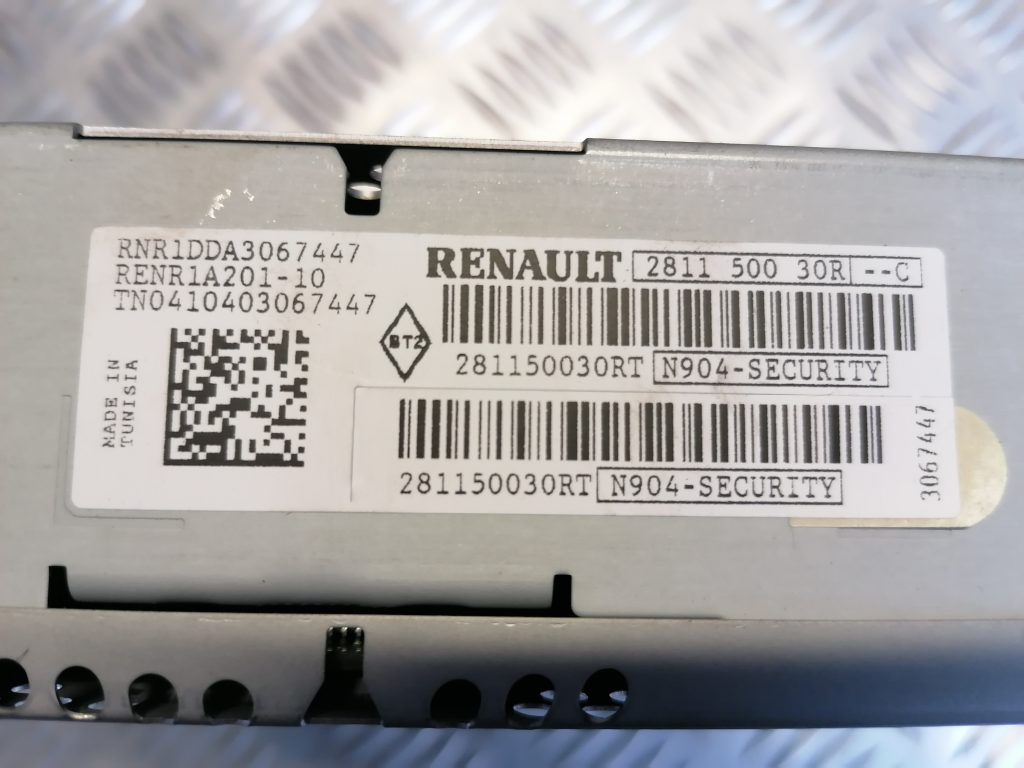 RNR1DDA3067447
RENR1A201-10
TN0410403067447
MADE IN
TUNISIA
RENAULT 2811 500 30R --C
BT2
281150030RT N904-SECURITY
281150030RT N904-SECURITY
3067447